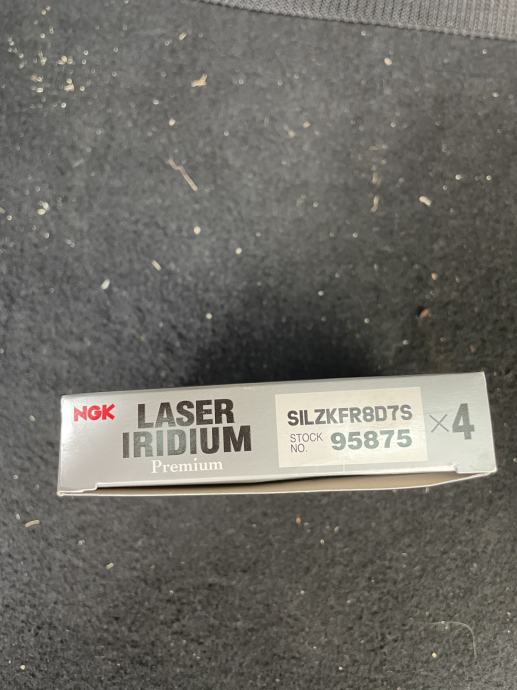 NGK
LASER
IRIDIUM
Premium
SILZKFR8D7S
STOCK NO. 95875
×4